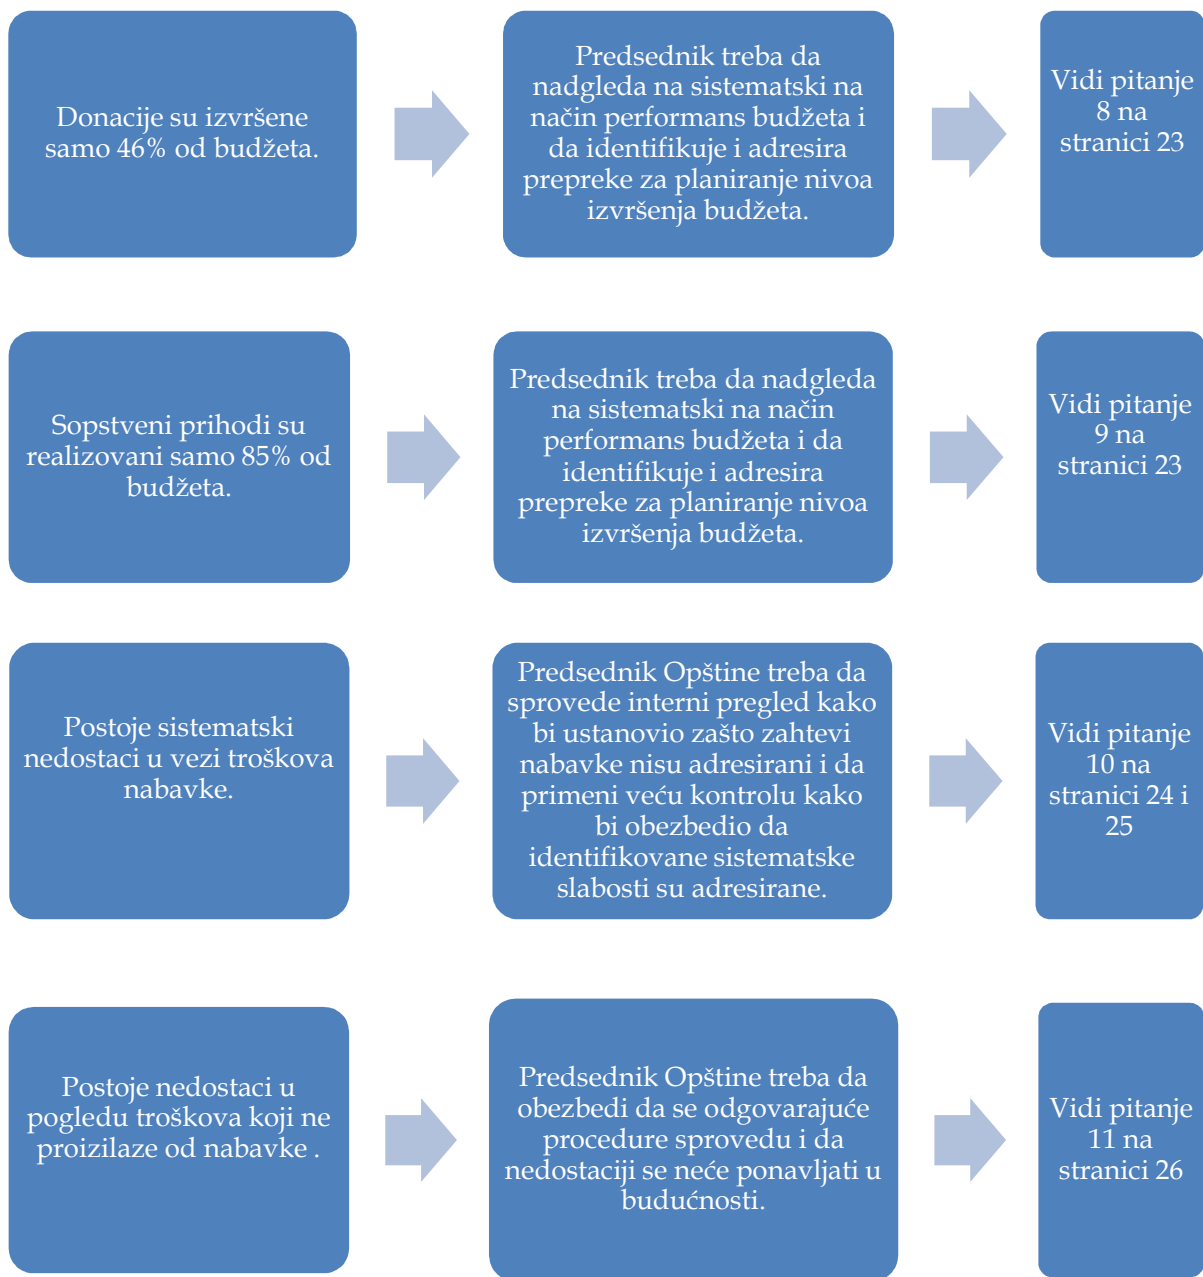 Donacije su izvršene
samo 46% od budžeta.
Predsednik treba da
nadgleda na sistematski na
način performans budžeta i
da identifikuje i adresira
prepreke za planiranje nivoa
izvršenja budžeta.
Vidi pitanje
8 na
stranici 23
Sopstveni prihodi su
realizovani samo 85% od
budžeta.
Predsednik treba da nadgleda
na sistematski na način
performans budžeta i da
identifikuje i adresira
prepreke za planiranje nivoa
izvršenja budžeta.
Vidi pitanje
9 na
stranici 23
Postoje sistematski
nedostaci u vezi troškova
nabavke.
Predsednik Opštine treba da
sprovede interni pregled kako
bi ustanovio zašto zahtevi
nabavke nisu adresirani i da
primeni veću kontrolu kako
bi obezbedio da
identifikovane sistematske
slabosti su adresirane.
Vidi pitanje
10 na
stranici 24 i
25
Postoje nedostaci u
pogledu troškova koji ne
proizilaze od nabavke .
Predsednik Opštine treba da
obezbedi da se odgovarajuće
procedure sprovedu i da
nedostaciji se neće ponavljati u
budućnosti.
Vidi pitanje
11 na
stranici 26